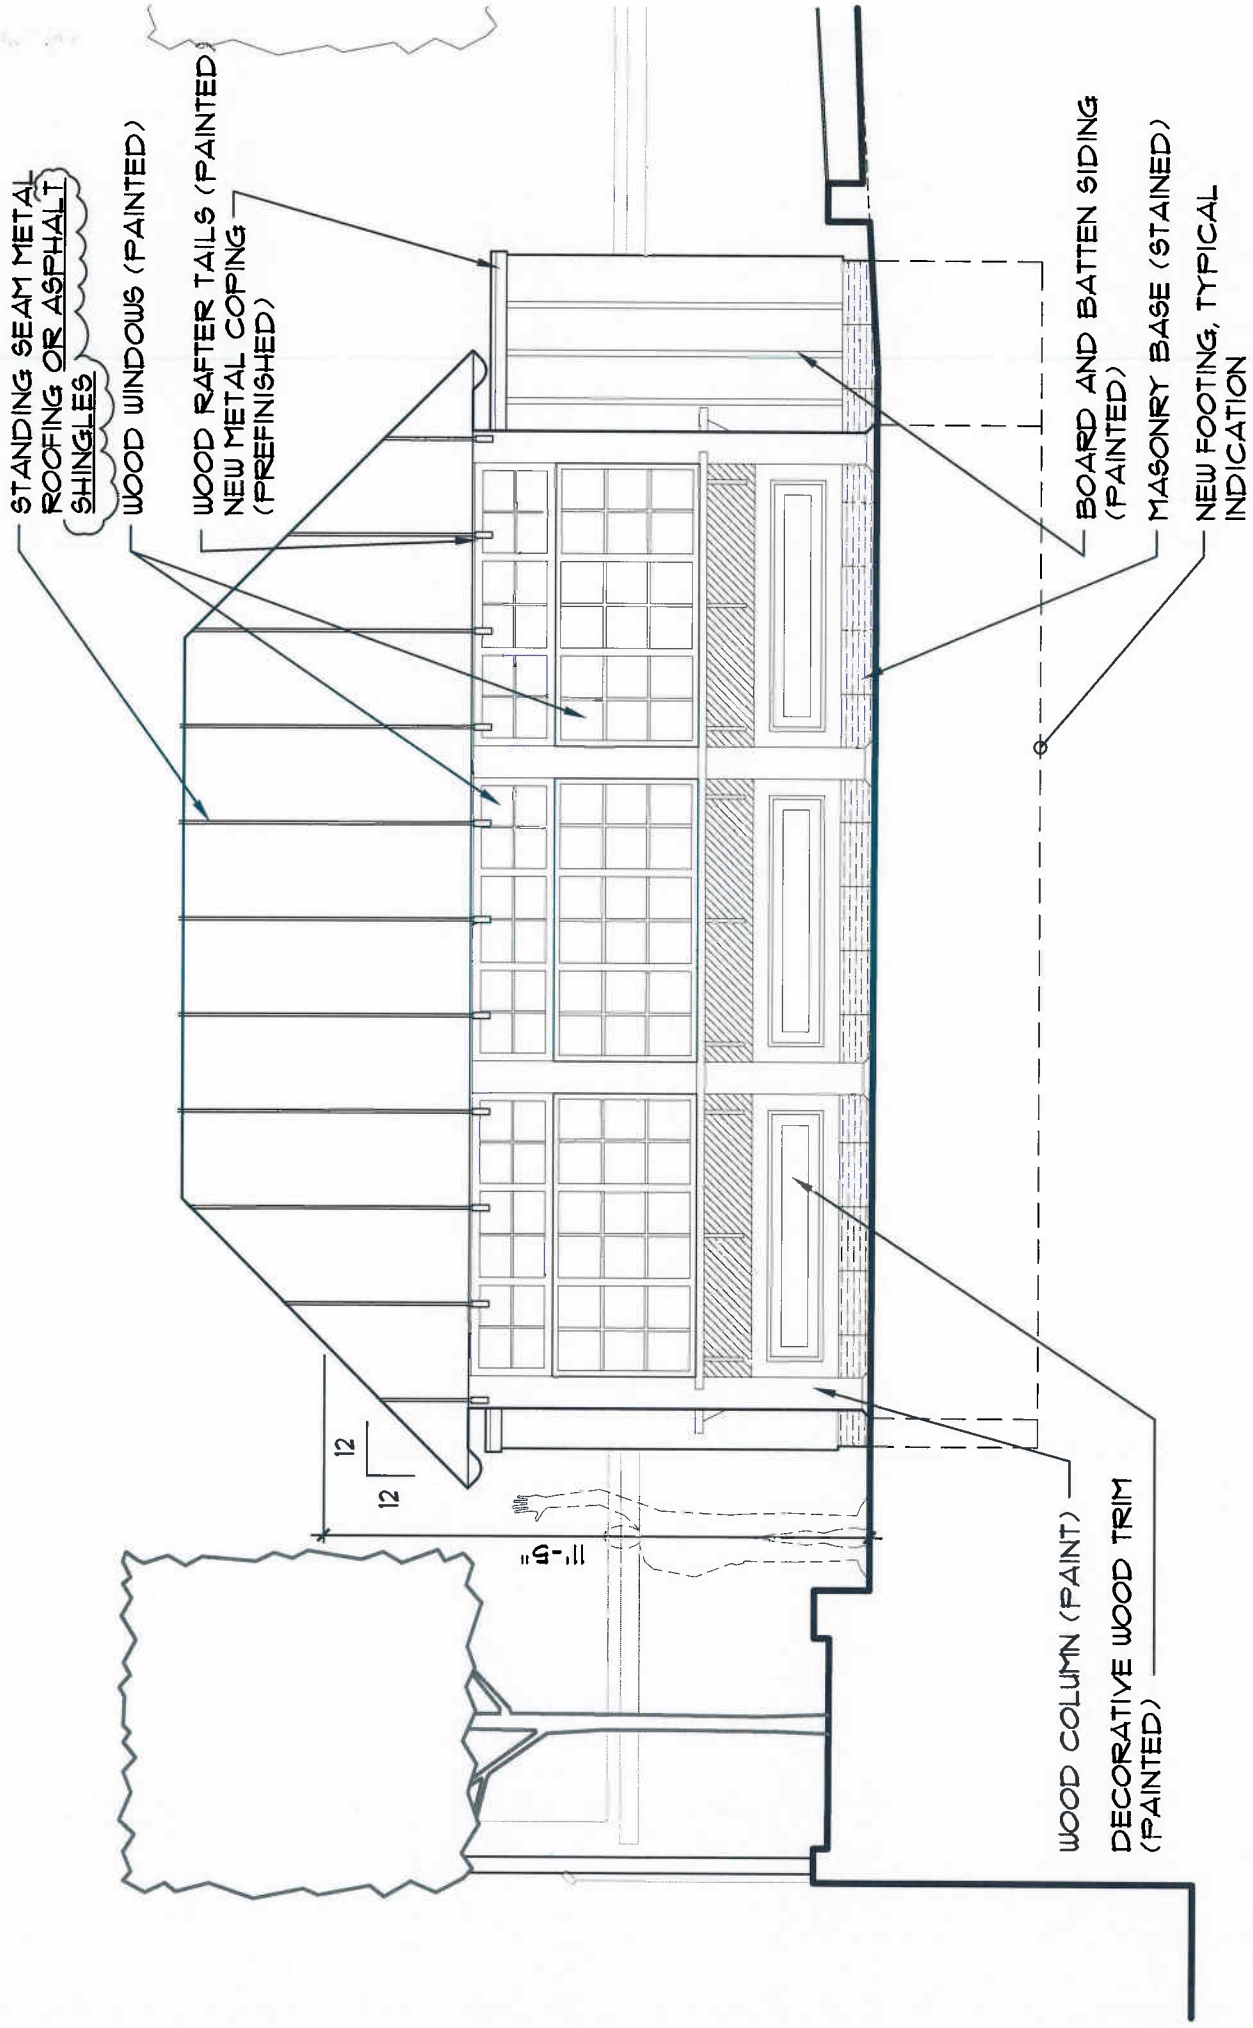 STANDING SEAM METAL
ROOFING OR ASPHALT
SHINGLES
WOOD WINDOWS (PAINTED)
WOOD RAFTER TAILS (PAINTED)
NEW METAL COPING
(PREFINISHED)
12
12
11'-5"
WOOD COLUMN (PAINT)
DECORATIVE WOOD TRIM
(PAINTED)
BOARD AND BATTEN SIDING
(PAINTED)
MASONRY BASE (STAINED)
NEW FOOTING, TYPICAL
INDICATION